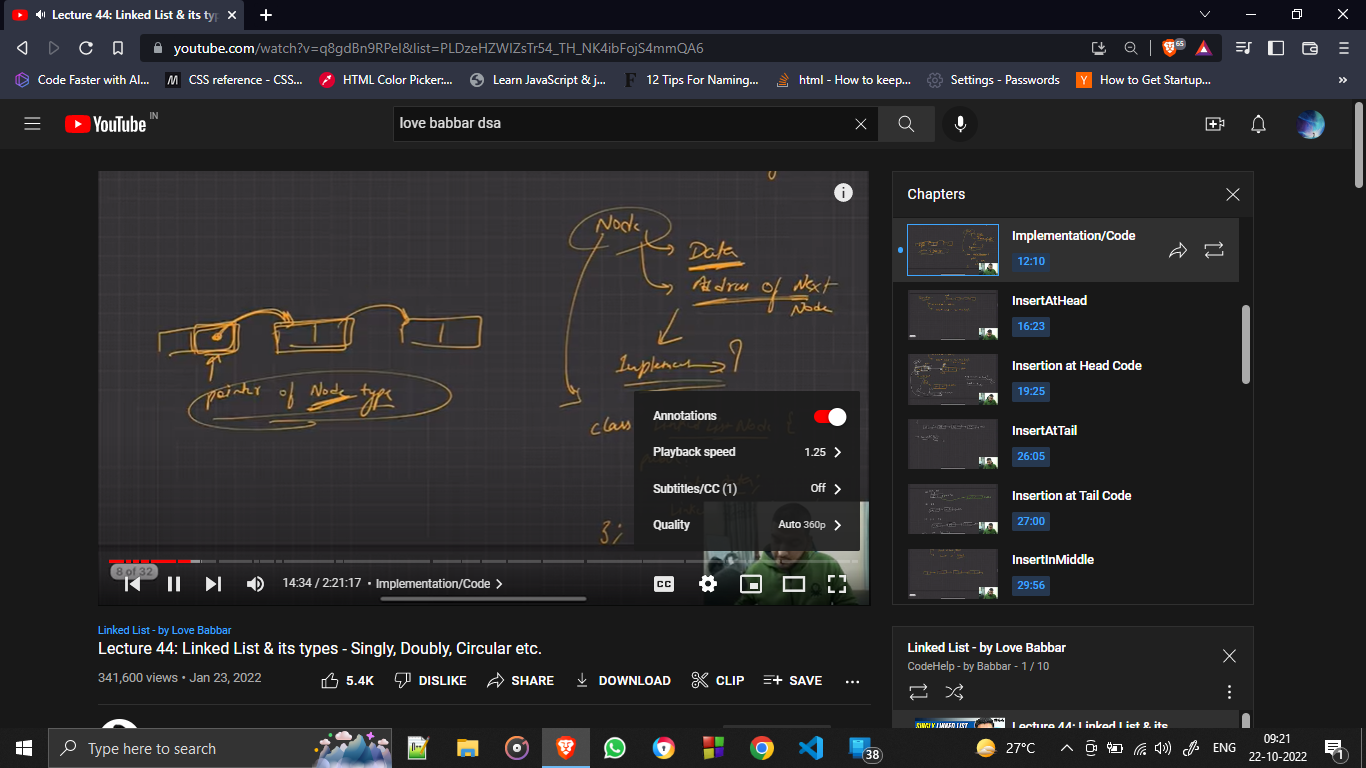 Lecture 44: Linked List & its typ
youtube.com/watch?v=q8gdBn9RPeI&list=PLDzeHZWIZsTr54_TH_NK4ibFojS4mmQA6
65
Code Faster with AI...
CSS reference - CSS...
HTML Color Picker:...
Learn JavaScript & j...
12 Tips For Naming...
html - How to keep...
Settings - Passwords
How to Get Startup...
YouTube IN
love babbar dsa
Node
Data
Address of Next
Node
Implement ?
pointer of Node type
class
3;
Annotations
Playback speed 1.25
Subtitles/CC (1) Off
Quality Auto 360p
8 of 32
14:34 / 2:21:17 • Implementation/Code
CC
Chapters
Implementation/Code
12:10
InsertAtHead
16:23
Insertion at Head Code
19:25
InsertAtTail
26:05
Insertion at Tail Code
27:00
InsertInMiddle
29:56
Linked List - by Love Babbar
Lecture 44: Linked List & its types - Singly, Doubly, Circular etc.
341,600 views • Jan 23, 2022
5.4K
DISLIKE
SHARE
DOWNLOAD
CLIP
SAVE
Linked List - by Love Babbar
CodeHelp - by Babbar - 1 / 10
SINGLY LINKED LIST
Lecture 44: Linked List & its
Type here to search
38
27°C
ENG
09:21
22-10-2022
1